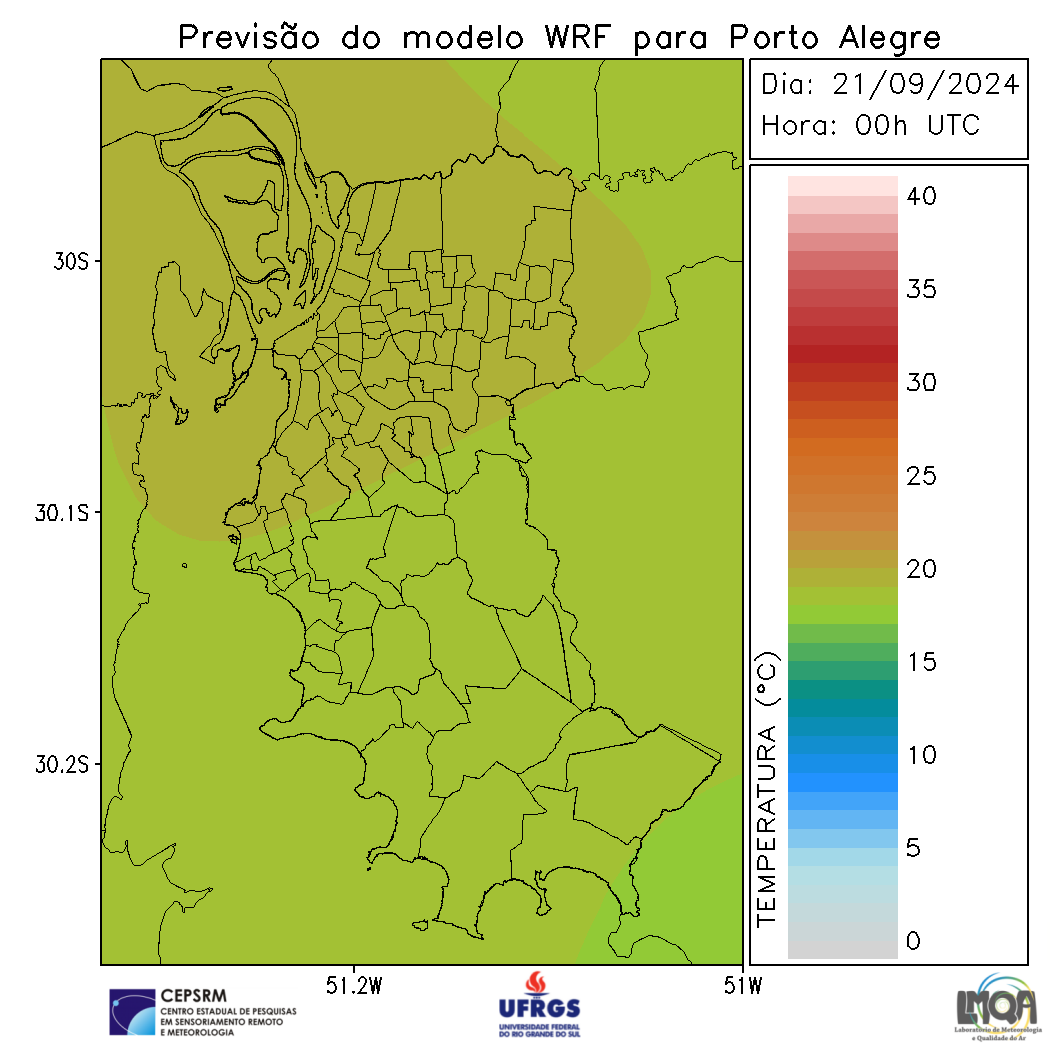 Previsão do modelo WRF para Porto Alegre
Dia: 21/09/2024
Hora: 00h UTC
40
35
30
25
20
15
10
5
0
TEMPERATURA (°C)
30S
30.1S
30.2S
51.2W
51W
CEPSRM
CENTRO ESTADUAL DE PESQUISAS
EM SENSORIAMENTO REMOTO
E METEOROLOGIA
UFRGS
UNIVERSIDADE FEDERAL
DO RIO GRANDE DO SUL
LMQA
Laboratório de Meteorologia
e Qualidade do Ar